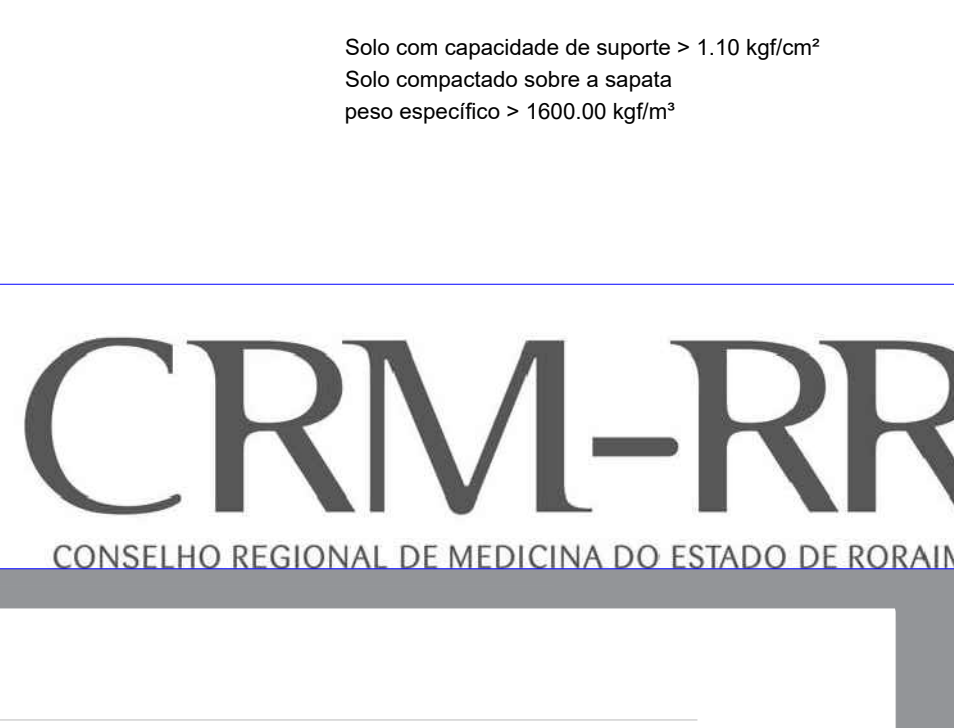 Solo com capacidade de suporte > 1.10 kgf/cm²
Solo compactado sobre a sapata
peso específico > 1600.00 kgf/m³
CRM-RR
CONSELHO REGIONAL DE MEDICINA DO ESTADO DE